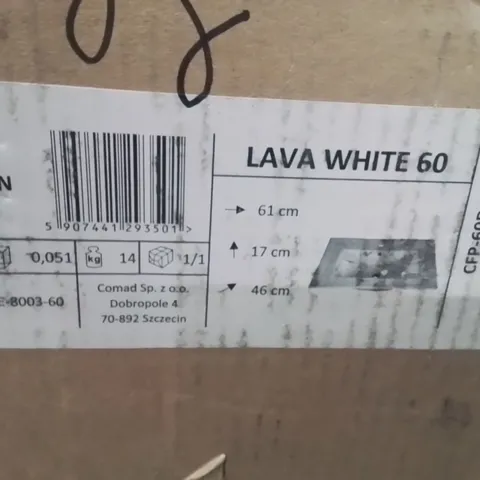 N
LAVA WHITE 60
5 907441 293501 >
61 cm
0,051 kg 14 1/1
17 cm
E-8003-60
Comad Sp. z o.o.
Dobropole 4
70-892 Szczecin
46 cm